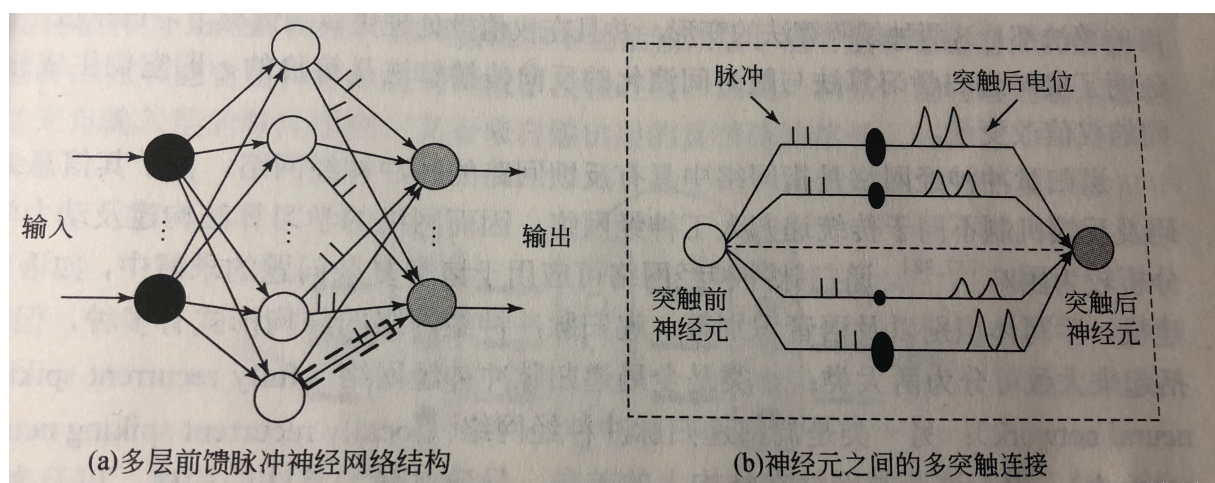 脉冲
突触后电位
输入
输出
突触前
神经元
突触后
神经元
(a)多层前馈脉冲神经网络结构
(b)神经元之间的多突触连接